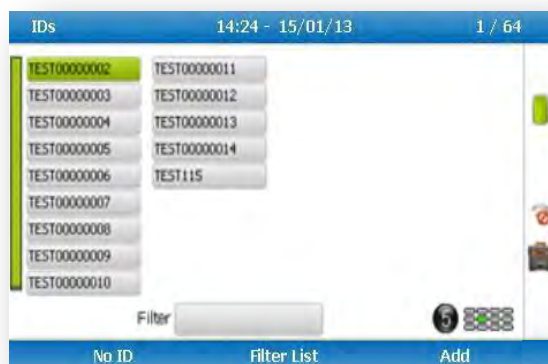 IDs 14:24 - 15/01/13 1 / 64
TEST00000002 TEST00000011
TEST00000003 TEST00000012
TEST00000004 TEST00000013
TEST00000005 TEST00000014
TEST00000006 TEST115
TEST00000007
TEST00000008
TEST00000009
TEST00000010
Filter 5
No ID Filter List Add